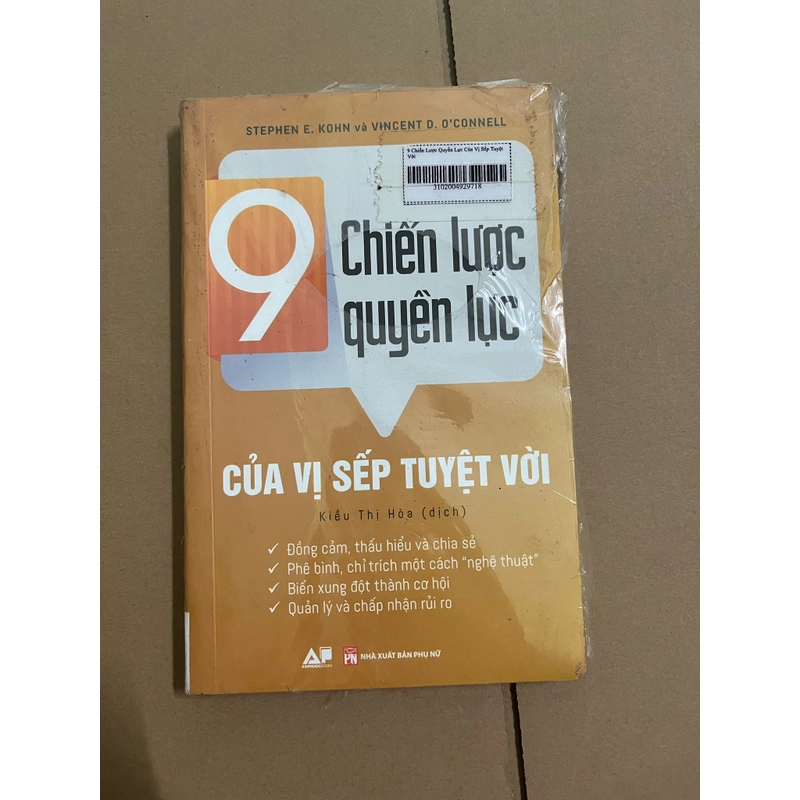 STEPHEN E. KOHN và VINCENT D. O'CONNELL
9 Chiến Lược Quyền Lực Của Vị Sếp Tuyệt
Vời
3102004929718
9
Chiến lược
quyền lực
CỦA VỊ SẾP TUYỆT VỜI
Kiều Thị Hòa (dịch)
✓ Đồng cảm, thấu hiểu và chia sẻ
✓ Phê bình, chỉ trích một cách "nghệ thuật"
✓ Biến xung đột thành cơ hội
✓ Quản lý và chấp nhận rủi ro
AP
PN NHÀ XUẤT BẢN PHỤ NỮ